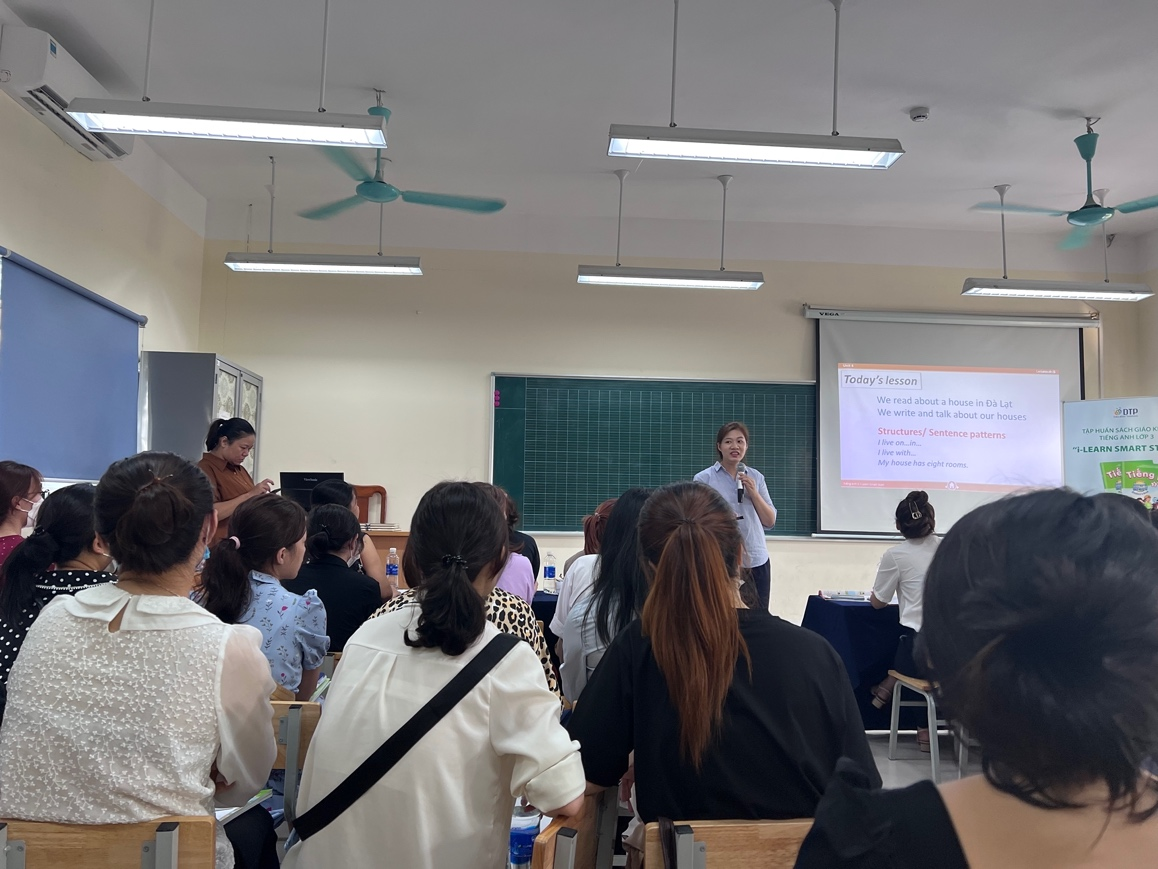 VEGA
Today's lesson
We read about a house in Đà Lạt
We write and talk about our houses
Structures/ Sentence patterns
I live on...in...
I live with...
My house has eight rooms.
DTP
TẬP HUẤN SÁCH GIÁO
TIẾNG ANH LỚP 3
"i-LEARN SMART
Tiếng